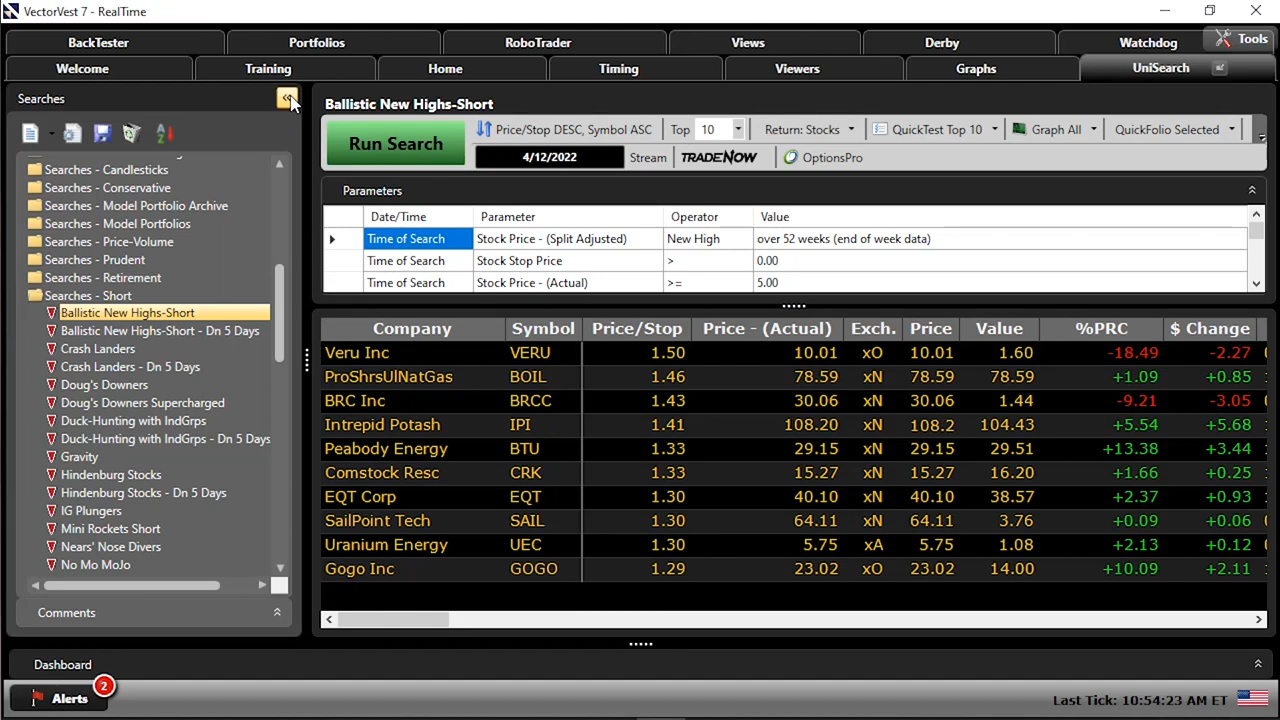 VectorVest 7 - RealTime
BackTester Portfolios RoboTrader Views Derby Watchdog Tools
Welcome Training Home Timing Viewers Graphs UniSearch
Searches
Searches - Candlesticks
Searches - Conservative
Searches - Model Portfolio Archive
Searches - Model Portfolios
Searches - Price-Volume
Searches - Prudent
Searches - Retirement
Searches - Short
Ballistic New Highs-Short
Ballistic New Highs-Short - Dn 5 Days
Crash Landers
Crash Landers - Dn 5 Days
Doug's Downers
Doug's Downers Supercharged
Duck-Hunting with IndGrps
Duck-Hunting with IndGrps - Dn 5 Days
Gravity
Hindenburg Stocks
Hindenburg Stocks - Dn 5 Days
IG Plungers
Mini Rockets Short
Nears' Nose Divers
No Mo MoJo
Comments
Ballistic New Highs-Short
Run Search
Price/Stop DESC, Symbol ASC Top 10 Return: Stocks QuickTest Top 10 Graph All QuickFolio Selected
4/12/2022 Stream TRADENOW OptionsPro
Parameters
Date/Time Parameter Operator Value
Time of Search Stock Price - (Split Adjusted) New High over 52 weeks (end of week data)
Time of Search Stock Stop Price > 0.00
Time of Search Stock Price - (Actual) >= 5.00
Company Symbol Price/Stop Price - (Actual) Exch. Price Value %PRC $ Change
Veru Inc VERU 1.50 10.01 xO 10.01 1.60 -18.49 -2.27
ProShrsUlNatGas BOIL 1.46 78.59 xN 78.59 78.59 +1.09 +0.85
BRC Inc BRCC 1.43 30.06 xN 30.06 1.44 -9.21 -3.05
Intrepid Potash IPI 1.41 108.20 xN 108.2 104.43 +5.54 +5.68
Peabody Energy BTU 1.33 29.15 xN 29.15 29.51 +13.38 +3.44
Comstock Resc CRK 1.33 15.27 xN 15.27 16.20 +1.66 +0.25
EQT Corp EQT 1.30 40.10 xN 40.10 38.57 +2.37 +0.93
SailPoint Tech SAIL 1.30 64.11 xN 64.11 3.76 +0.09 +0.06
Uranium Energy UEC 1.30 5.75 xA 5.75 1.08 +2.13 +0.12
Gogo Inc GOGO 1.29 23.02 xO 23.02 14.00 +10.09 +2.11
Dashboard
Alerts 2
Last Tick: 10:54:23 AM ET